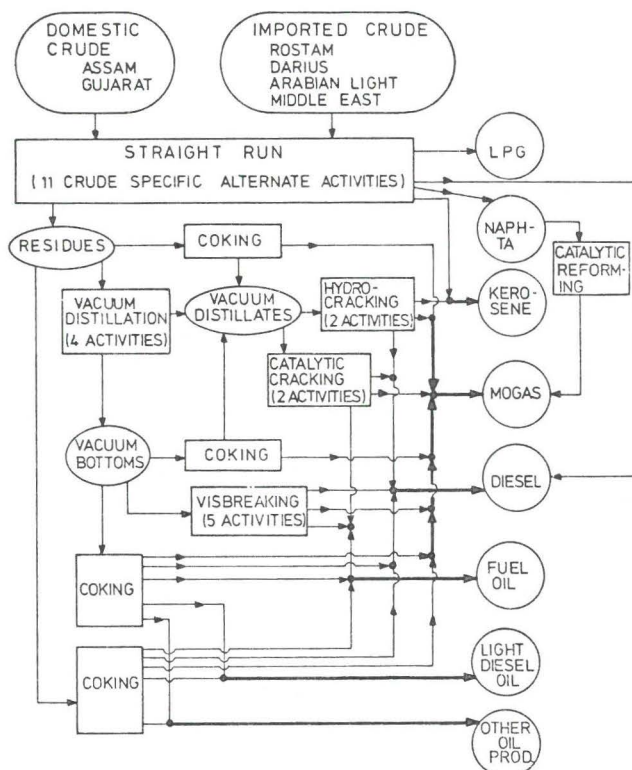 DOMESTIC
CRUDE
ASSAM
GUJARAT
IMPORTED CRUDE
ROSTAM
DARIUS
ARABIAN LIGHT
MIDDLE EAST
STRAIGHT RUN
(11 CRUDE SPECIFIC ALTERNATE ACTIVITIES)
LPG
RESIDUES
COKING
NAPH-
TA
CATALYTIC
REFORM-
ING
VACUUM
DISTILLATION
(4 ACTIVITIES)
VACUUM
DISTILLATES
HYDRO-
CRACKING
(2 ACTIVITIES)
KERO-
SENE
CATALYTIC
CRACKING
(2 ACTIVITIES)
MOGAS
VACUUM
BOTTOMS
COKING
DIESEL
VISBREAKING
(5 ACTIVITIES)
COKING
FUEL
OIL
LIGHT
DIESEL
OIL
COKING
OTHER
OIL
PROD.